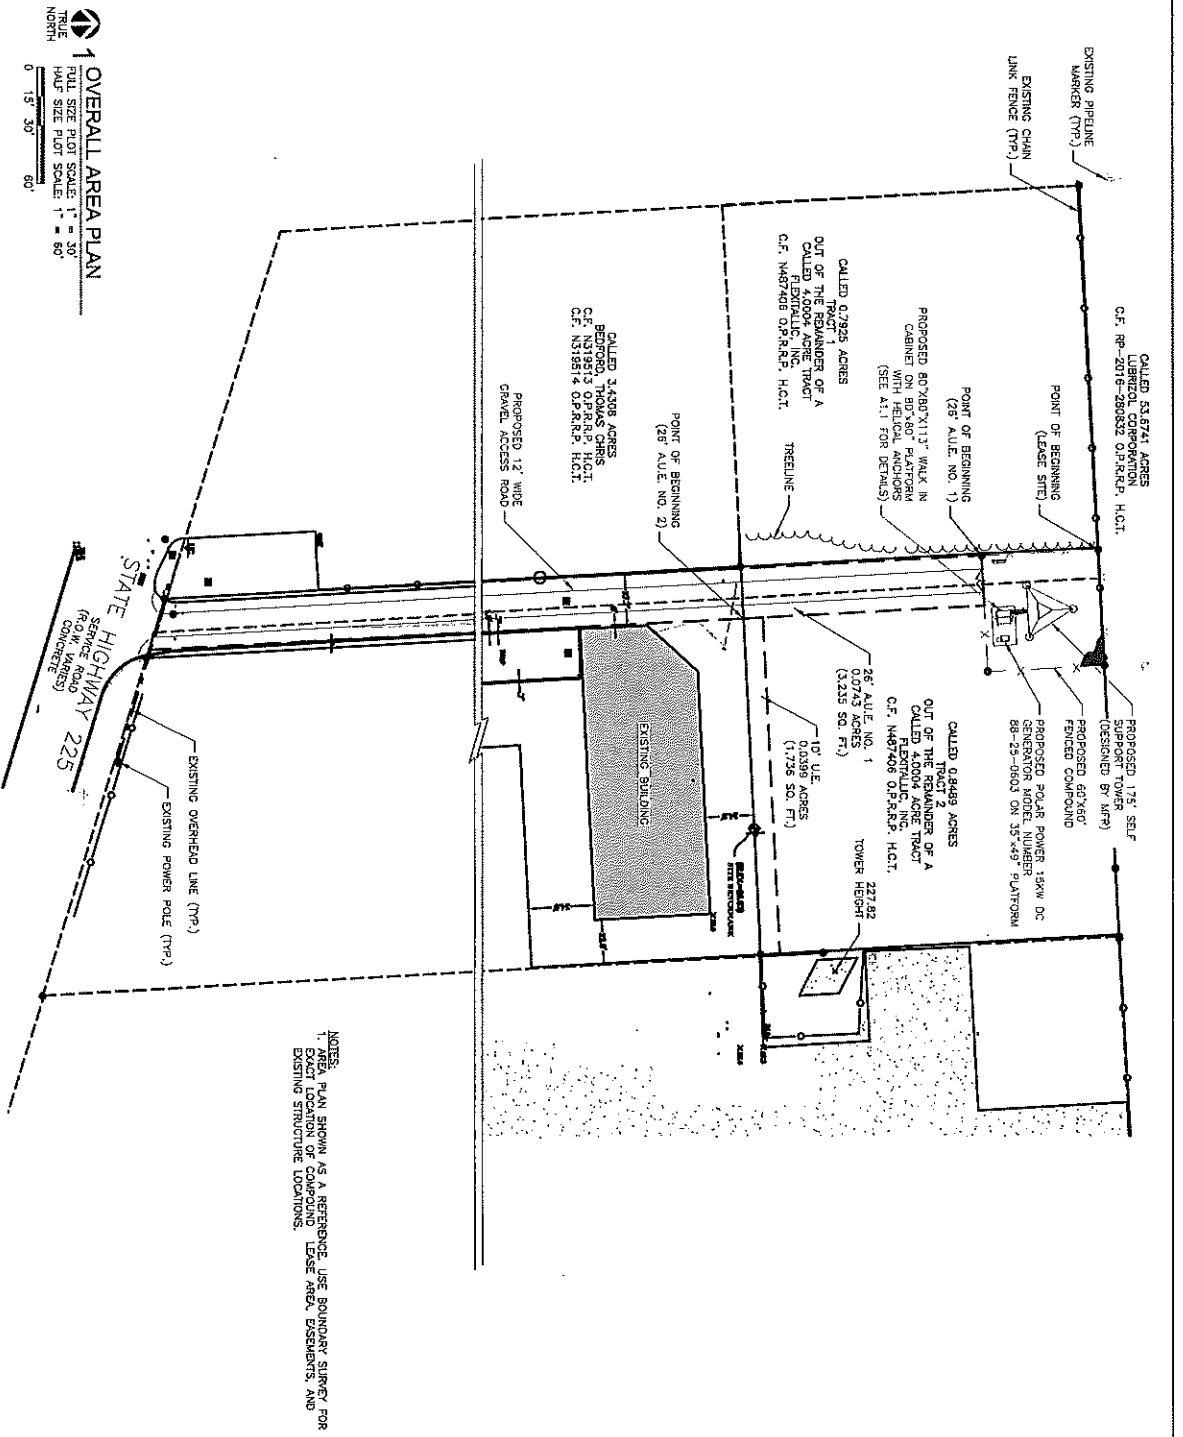 EXISTING PIPELINE
MARKER (TYP.)
EXISTING CHAIN
LINK FENCE (TYP.)
CALLED 53.6741 ACRES
LUBRIZOL CORPORATION
C.F. RP-2016-280832 O.P.R.R.P. H.C.T.
POINT OF BEGINNING
(LEASE SITE)
POINT OF BEGINNING
(26' A.U.E. NO. 1)
PROPOSED 80"X80"X113" WALK IN
CABINET ON 80"x80" PLATFORM
WITH HELICAL ANCHORS
(SEE A1.1 FOR DETAILS)
CALLED 0.7925 ACRES
TRACT 1
OUT OF THE REMAINDER OF A
CALLED 4.0004 ACRE TRACT
FLEXITALLIC, INC.
C.F. N487406 O.P.R.R.P. H.C.T.
TREELINE
PROPOSED 175' SELF
SUPPORT TOWER
(DESIGNED BY MFR)
PROPOSED 60'X60'
FENCED COMPOUND
PROPOSED POLAR POWER 15KW DC
GENERATOR MODEL NUMBER
88-25-0603 ON 35"x49" PLATFORM
CALLED 0.8489 ACRES
TRACT 2
OUT OF THE REMAINDER OF A
CALLED 4.0004 ACRE TRACT
FLEXITALLIC, INC.
C.F. N487406 O.P.R.R.P. H.C.T.
227.82
TOWER HEIGHT
26' A.U.E. NO. 1
0.0743 ACRES
(3,235 SQ. FT.)
10' U.E.
0.0399 ACRES
(1,736 SQ. FT.)
POINT OF BEGINNING
(26' A.U.E. NO. 2)
SITE BENCHMARK
EXISTING BUILDING
CALLED 3.4308 ACRES
BEDFORD, THOMAS CHRIS
C.F. N319513 O.P.R.R.P. H.C.T.
C.F. N319514 O.P.R.R.P. H.C.T.
PROPOSED 12' WIDE
GRAVEL ACCESS ROAD
STATE HIGHWAY 225
SERVICE ROAD
(R.O.W. VARIES)
CONCRETE
EXISTING OVERHEAD LINE (TYP.)
EXISTING POWER POLE (TYP.)
NOTES:
1. AREA PLAN SHOWN AS A REFERENCE. USE BOUNDARY SURVEY FOR
EXACT LOCATION OF COMPOUND LEASE AREA, EASEMENTS, AND
EXISTING STRUCTURE LOCATIONS.
TRUE
NORTH
1 OVERALL AREA PLAN
FULL SIZE PLOT SCALE: 1" = 30'
HALF SIZE PLOT SCALE: 1" = 60'
0 15' 30' 60'